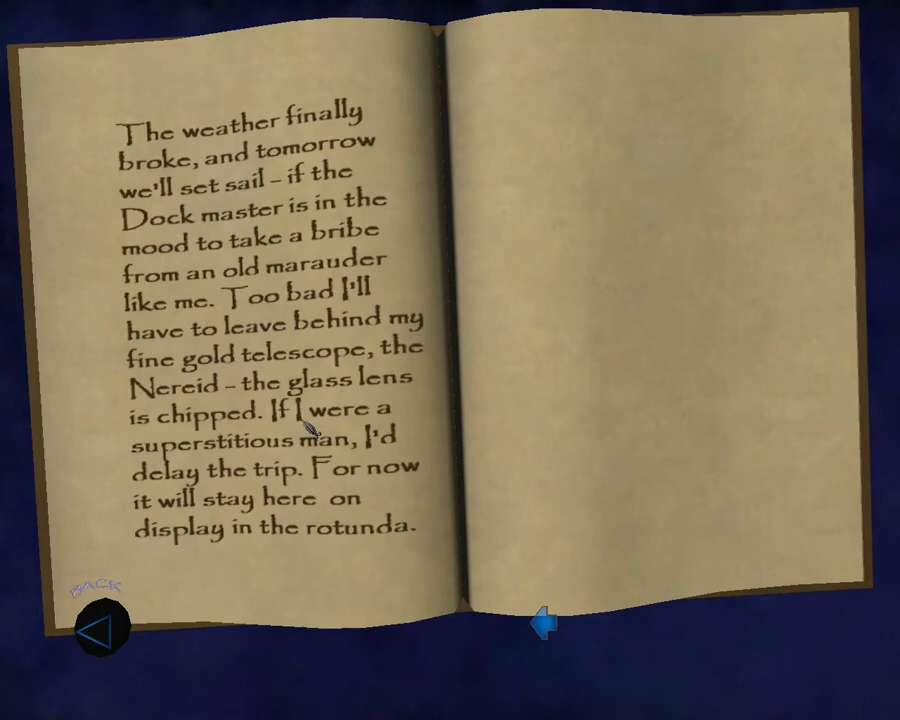 The weather finally
broke, and tomorrow
we'll set sail - if the
Dock master is in the
mood to take a bribe
from an old marauder
like me. Too bad I'll
have to leave behind my
fine gold telescope, the
Nereid - the glass lens
is chipped. If I were a
superstitious man, I'd
delay the trip. For now
it will stay here on
display in the rotunda.
BACK